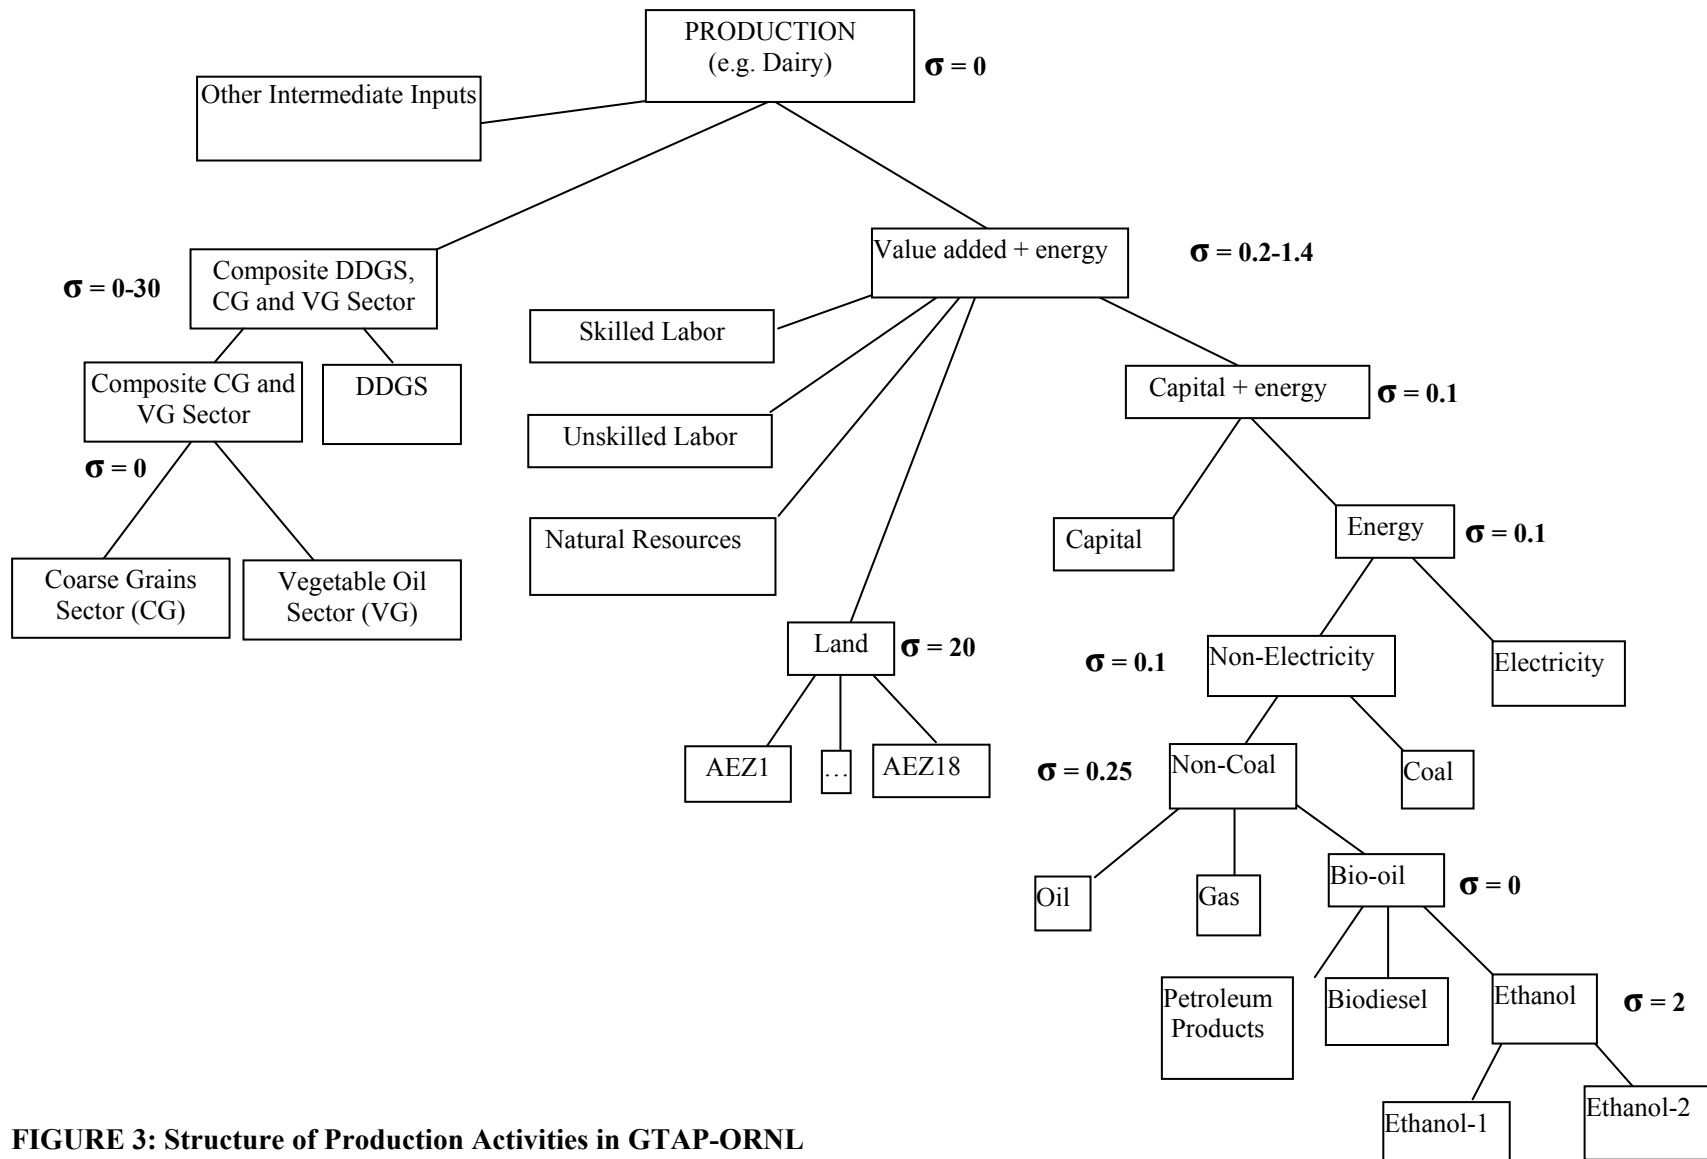 PRODUCTION
(e.g. Dairy)
σ = 0
Other Intermediate Inputs
Value added + energy
σ = 0.2-1.4
Composite DDGS,
CG and VG Sector
σ = 0-30
Skilled Labor
Composite CG and
VG Sector
DDGS
Capital + energy
σ = 0.1
Unskilled Labor
σ = 0
Natural Resources
Capital
Energy
σ = 0.1
Coarse Grains
Sector (CG)
Vegetable Oil
Sector (VG)
Land
σ = 20
σ = 0.1
Non-Electricity
Electricity
AEZ1
…
AEZ18
σ = 0.25
Non-Coal
Coal
Oil
Gas
Bio-oil
σ = 0
Petroleum
Products
Biodiesel
Ethanol
σ = 2
Ethanol-1
Ethanol-2
FIGURE 3: Structure of Production Activities in GTAP-ORNL